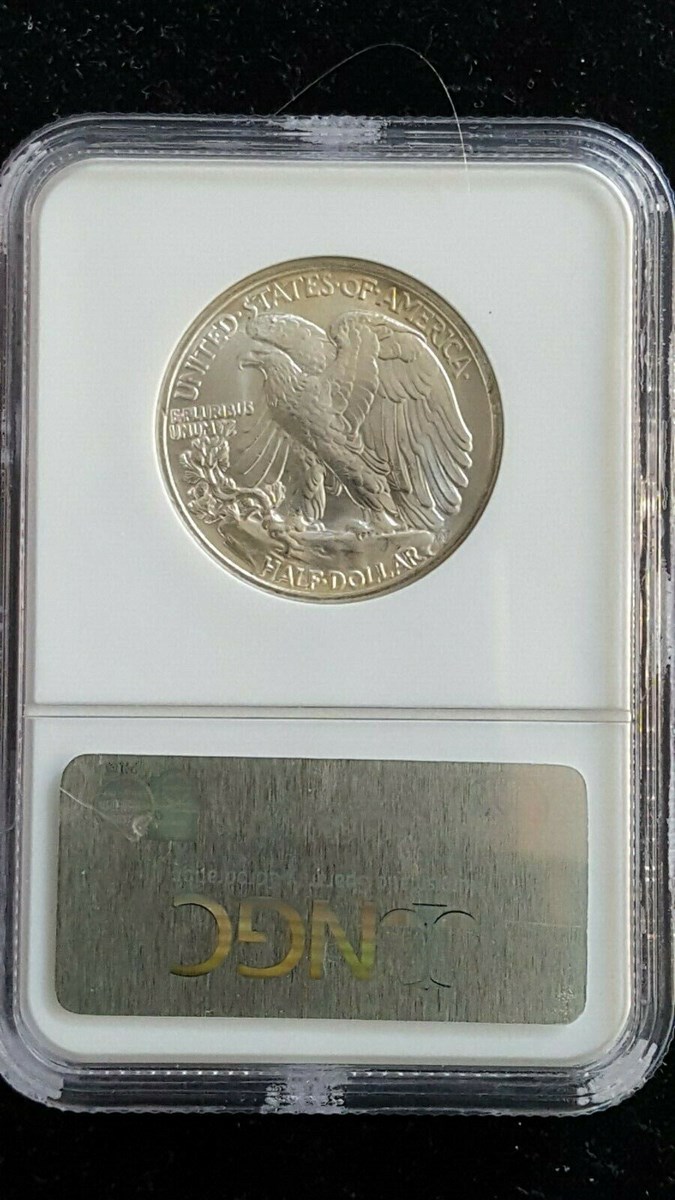 UNITED·STATES·OF·AMERICA·
E·PLURIBUS
UNUM
HALF·DOLLAR
NGC